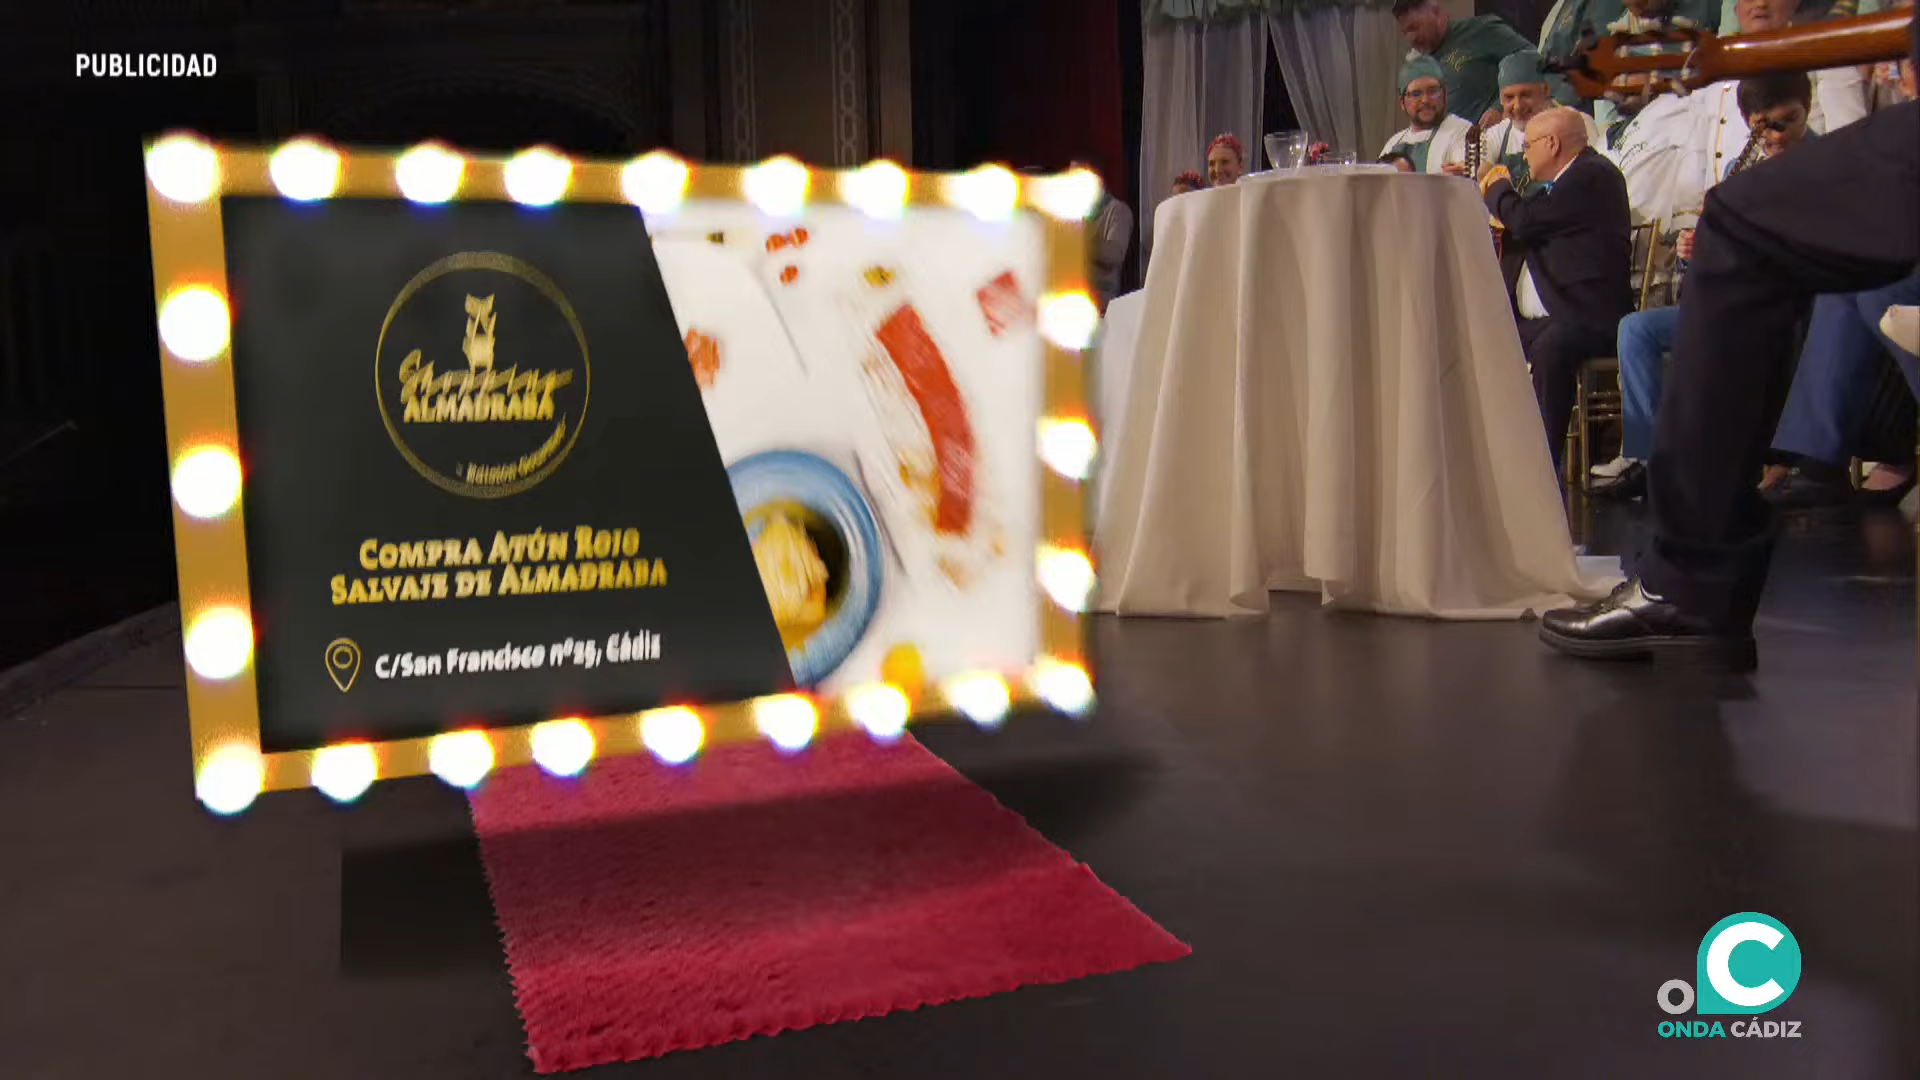 PUBLICIDAD
ALMADRABA
COMPRA ATÚN ROJO
SALVAJE DE ALMADRABA
C/San Francisco nº25, Cádiz
ONDA CÁDIZ